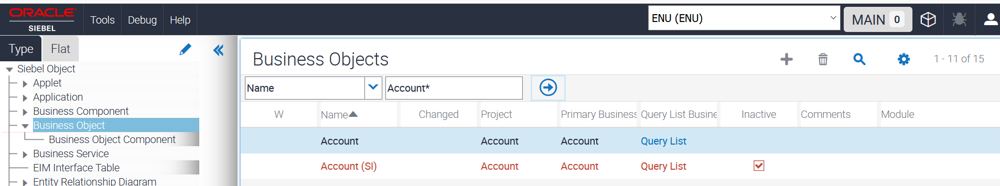 ORACLE
SIEBEL
Tools Debug Help
ENU (ENU)
MAIN 0
Type Flat
Siebel Object
Applet
Application
Business Component
Business Object
Business Object Component
Business Service
EIM Interface Table
Entity Relationship Diagram
Business Objects
1 - 11 of 15
Name Account*
W Name Changed Project Primary Business Query List Busine Inactive Comments Module
Account Account Account Query List
Account (SI) Account Account Query List